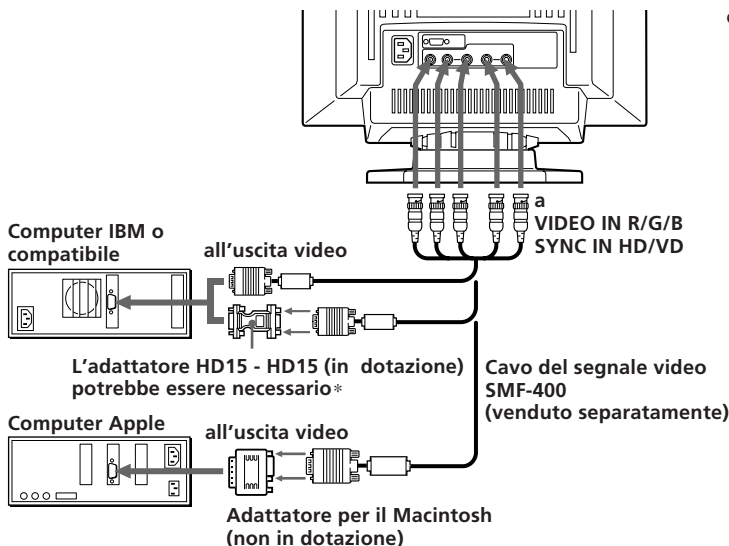 a
VIDEO IN R/G/B
SYNC IN HD/VD
Computer IBM o
compatibile
all'uscita video
L'adattatore HD15 - HD15 (in dotazione)
potrebbe essere necessario*
Cavo del segnale video
SMF-400
(venduto separatamente)
Computer Apple
all'uscita video
Adattatore per il Macintosh
(non in dotazione)